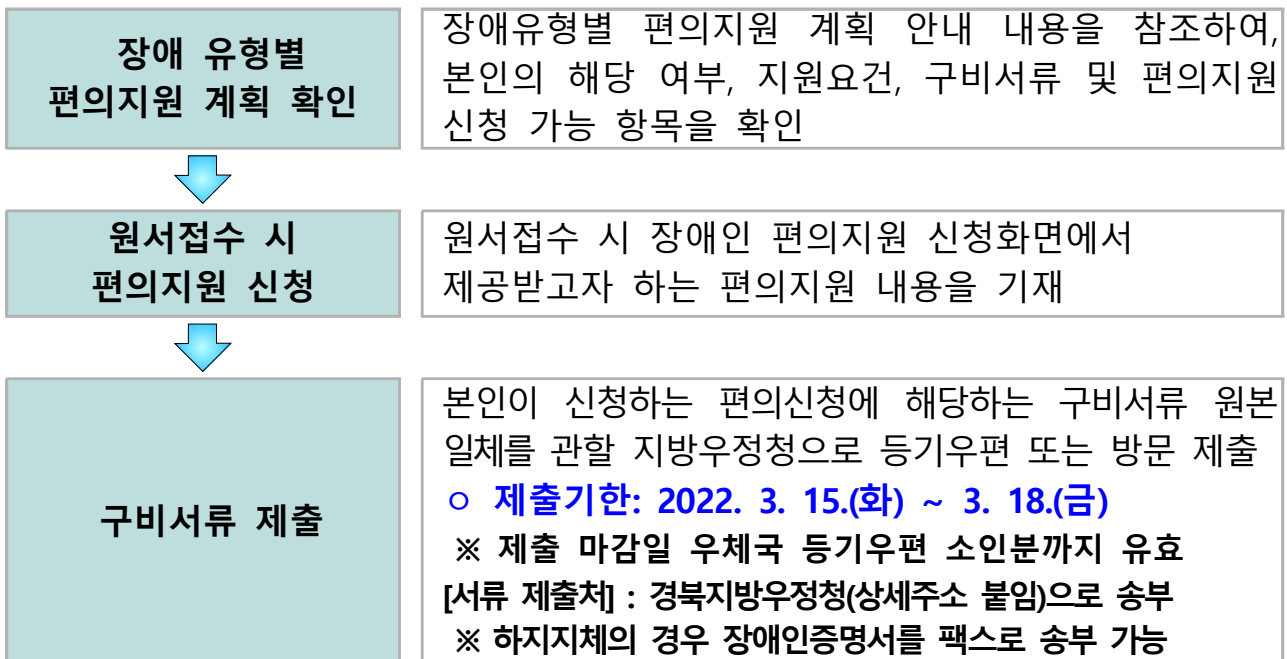 장애 유형별
편의지원 계획 확인
장애유형별 편의지원 계획 안내 내용을 참조하여,
본인의 해당 여부, 지원요건, 구비서류 및 편의지원
신청 가능 항목을 확인
원서접수 시
편의지원 신청
원서접수 시 장애인 편의지원 신청화면에서
제공받고자 하는 편의지원 내용을 기재
구비서류 제출
본인이 신청하는 편의신청에 해당하는 구비서류 원본
일체를 관할 지방우정청으로 등기우편 또는 방문 제출
○ 제출기한: 2022. 3. 15.(화) ~ 3. 18.(금)
※ 제출 마감일 우체국 등기우편 소인분까지 유효
[서류 제출처] : 경북지방우정청(상세주소 붙임)으로 송부
※ 하지지체의 경우 장애인증명서를 팩스로 송부 가능